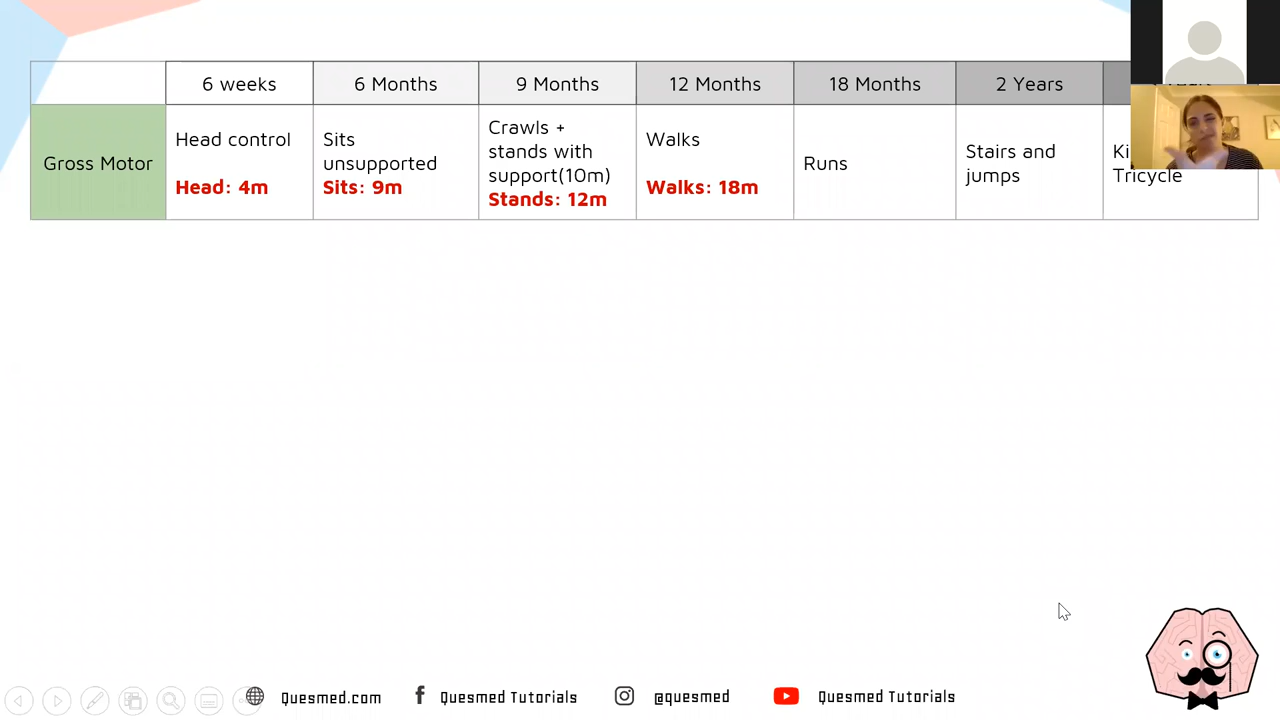 6 weeks
6 Months
9 Months
12 Months
18 Months
2 Years
Gross Motor
Head control
Head: 4m
Sits
unsupported
Sits: 9m
Crawls +
stands with
support(10m)
Stands: 12m
Walks
Walks: 18m
Runs
Stairs and
jumps
Tricycle
Quesmed.com
Quesmed Tutorials
@quesmed
Quesmed Tutorials